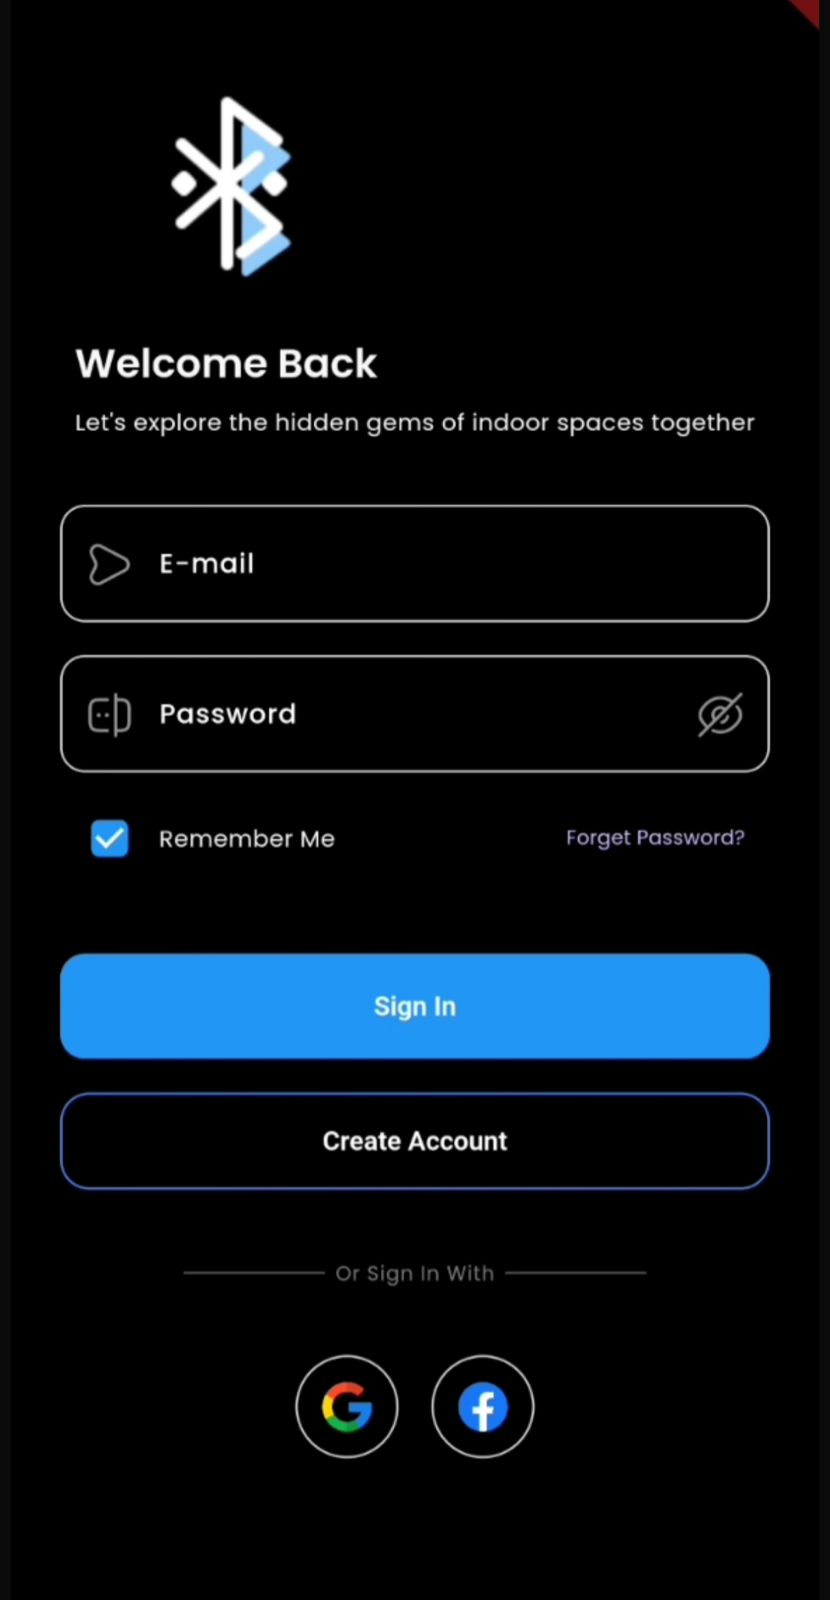 Welcome Back
Let's explore the hidden gems of indoor spaces together
E-mail
Password
Remember Me
Forget Password?
Sign In
Create Account
Or Sign In With